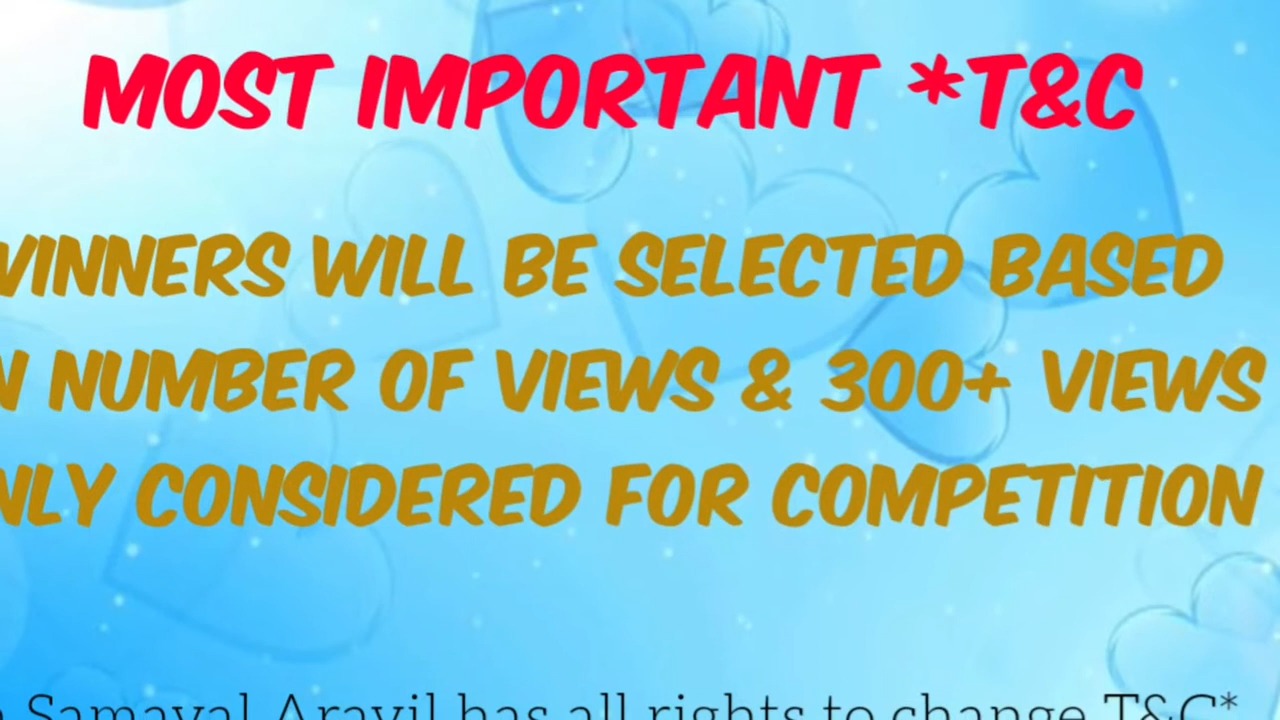 MOST IMPORTANT *T&C
WINNERS WILL BE SELECTED BASED
N NUMBER OF VIEWS & 300+ VIEWS
NLY CONSIDERED FOR COMPETITION
Samayal Arayil has all rights to change T&C*